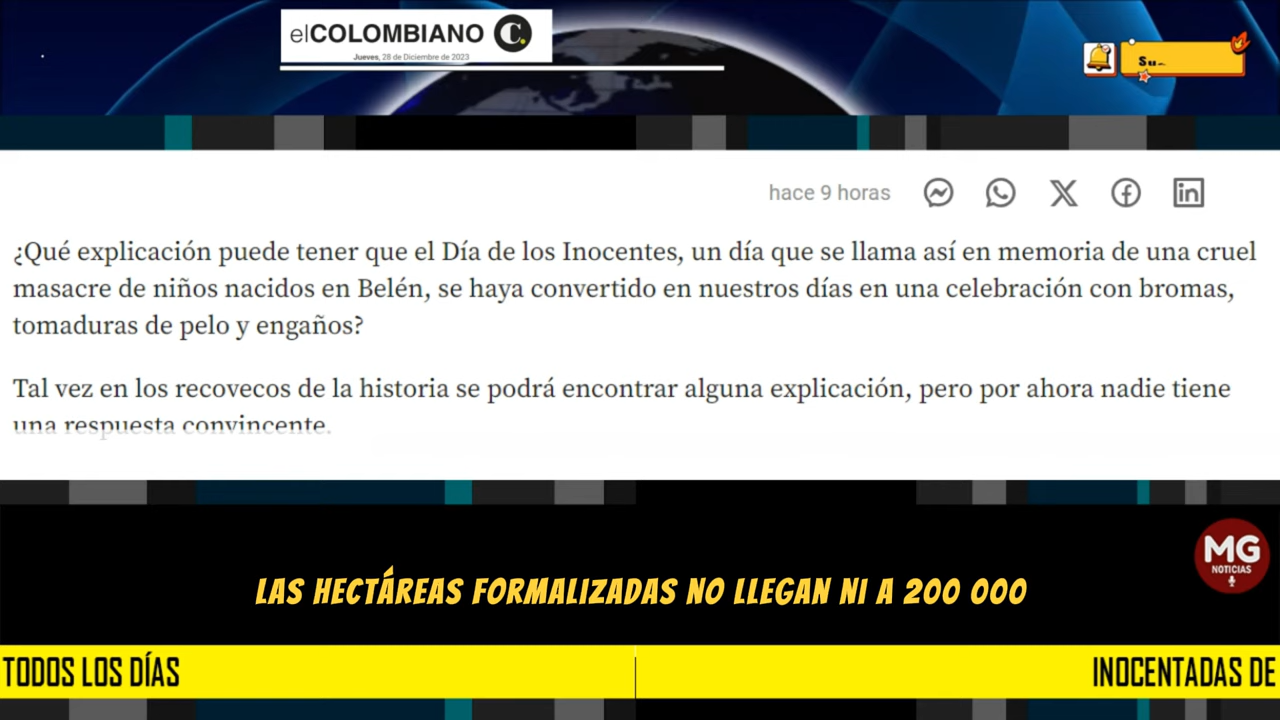 elCOLOMBIANO C.
Jueves, 28 de Diciembre de 2023
Su
hace 9 horas
¿Qué explicación puede tener que el Día de los Inocentes, un día que se llama así en memoria de una cruel
masacre de niños nacidos en Belén, se haya convertido en nuestros días en una celebración con bromas,
tomaduras de pelo y engaños?
Tal vez en los recovecos de la historia se podrá encontrar alguna explicación, pero por ahora nadie tiene
una respuesta convincente.
MG
NOTICIAS
LAS HECTÁREAS FORMALIZADAS NO LLEGAN NI A 200 000
TODOS LOS DÍAS
INOCENTADAS DE